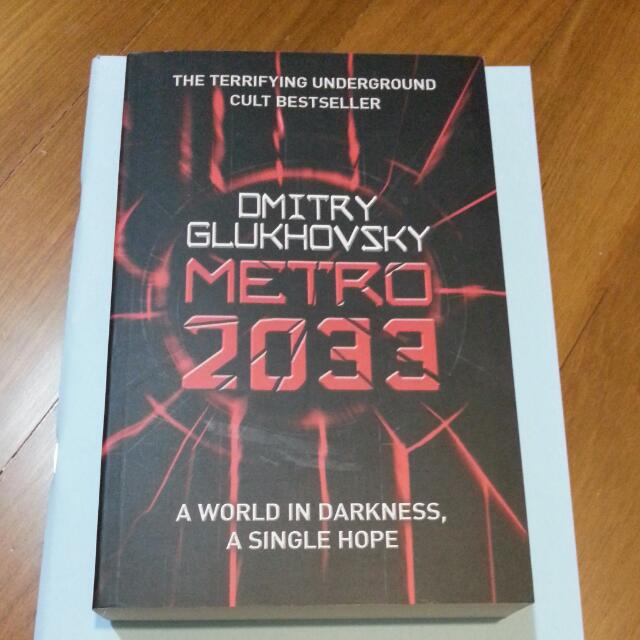 THE TERRIFYING UNDERGROUND
CULT BESTSELLER
DMITRY
GLUKHOVSKY
METRO
2033
A WORLD IN DARKNESS,
A SINGLE HOPE